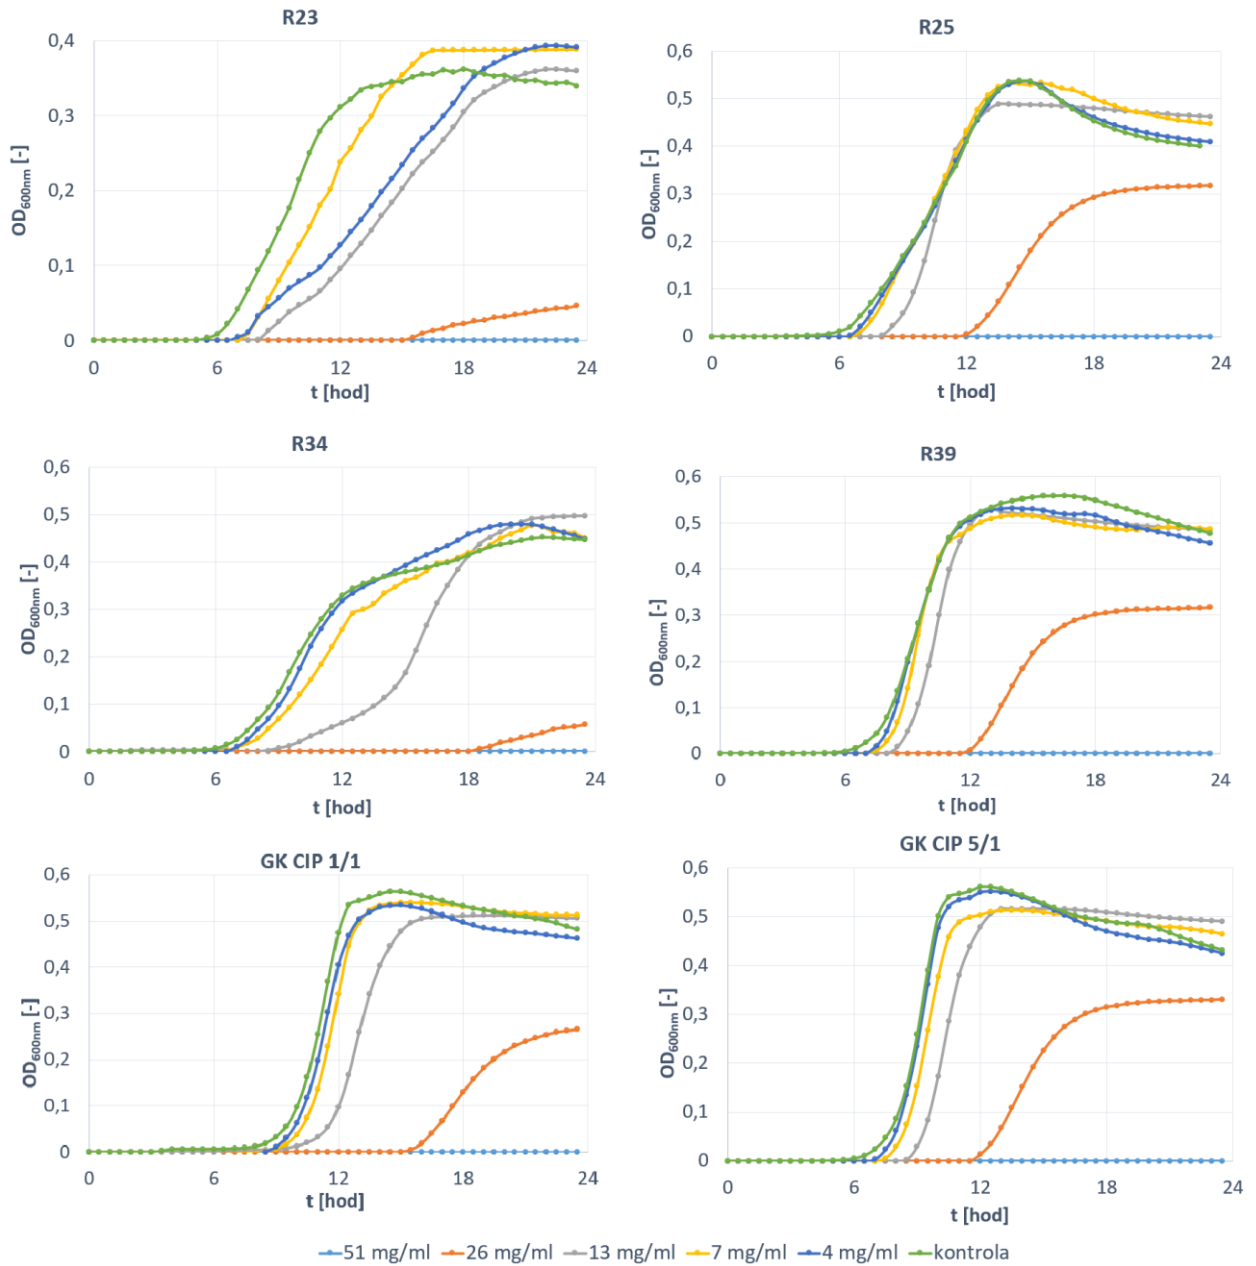 R23
0,4
0,3
0,2
0,1
0
OD600nm [-]
0 6 12 18 24
t [hod]
R25
0,6
0,5
0,4
0,3
0,2
0,1
0
OD600nm [-]
0 6 12 18 24
t [hod]
R34
0,6
0,5
0,4
0,3
0,2
0,1
0
OD600nm [-]
0 6 12 18 24
t [hod]
R39
0,6
0,5
0,4
0,3
0,2
0,1
0
OD600nm [-]
0 6 12 18 24
t [hod]
GK CIP 1/1
0,6
0,5
0,4
0,3
0,2
0,1
0
OD600nm [-]
0 6 12 18 24
t [hod]
GK CIP 5/1
0,6
0,5
0,4
0,3
0,2
0,1
0
OD600nm [-]
0 6 12 18 24
t [hod]
51 mg/ml 26 mg/ml 13 mg/ml 7 mg/ml 4 mg/ml kontrola